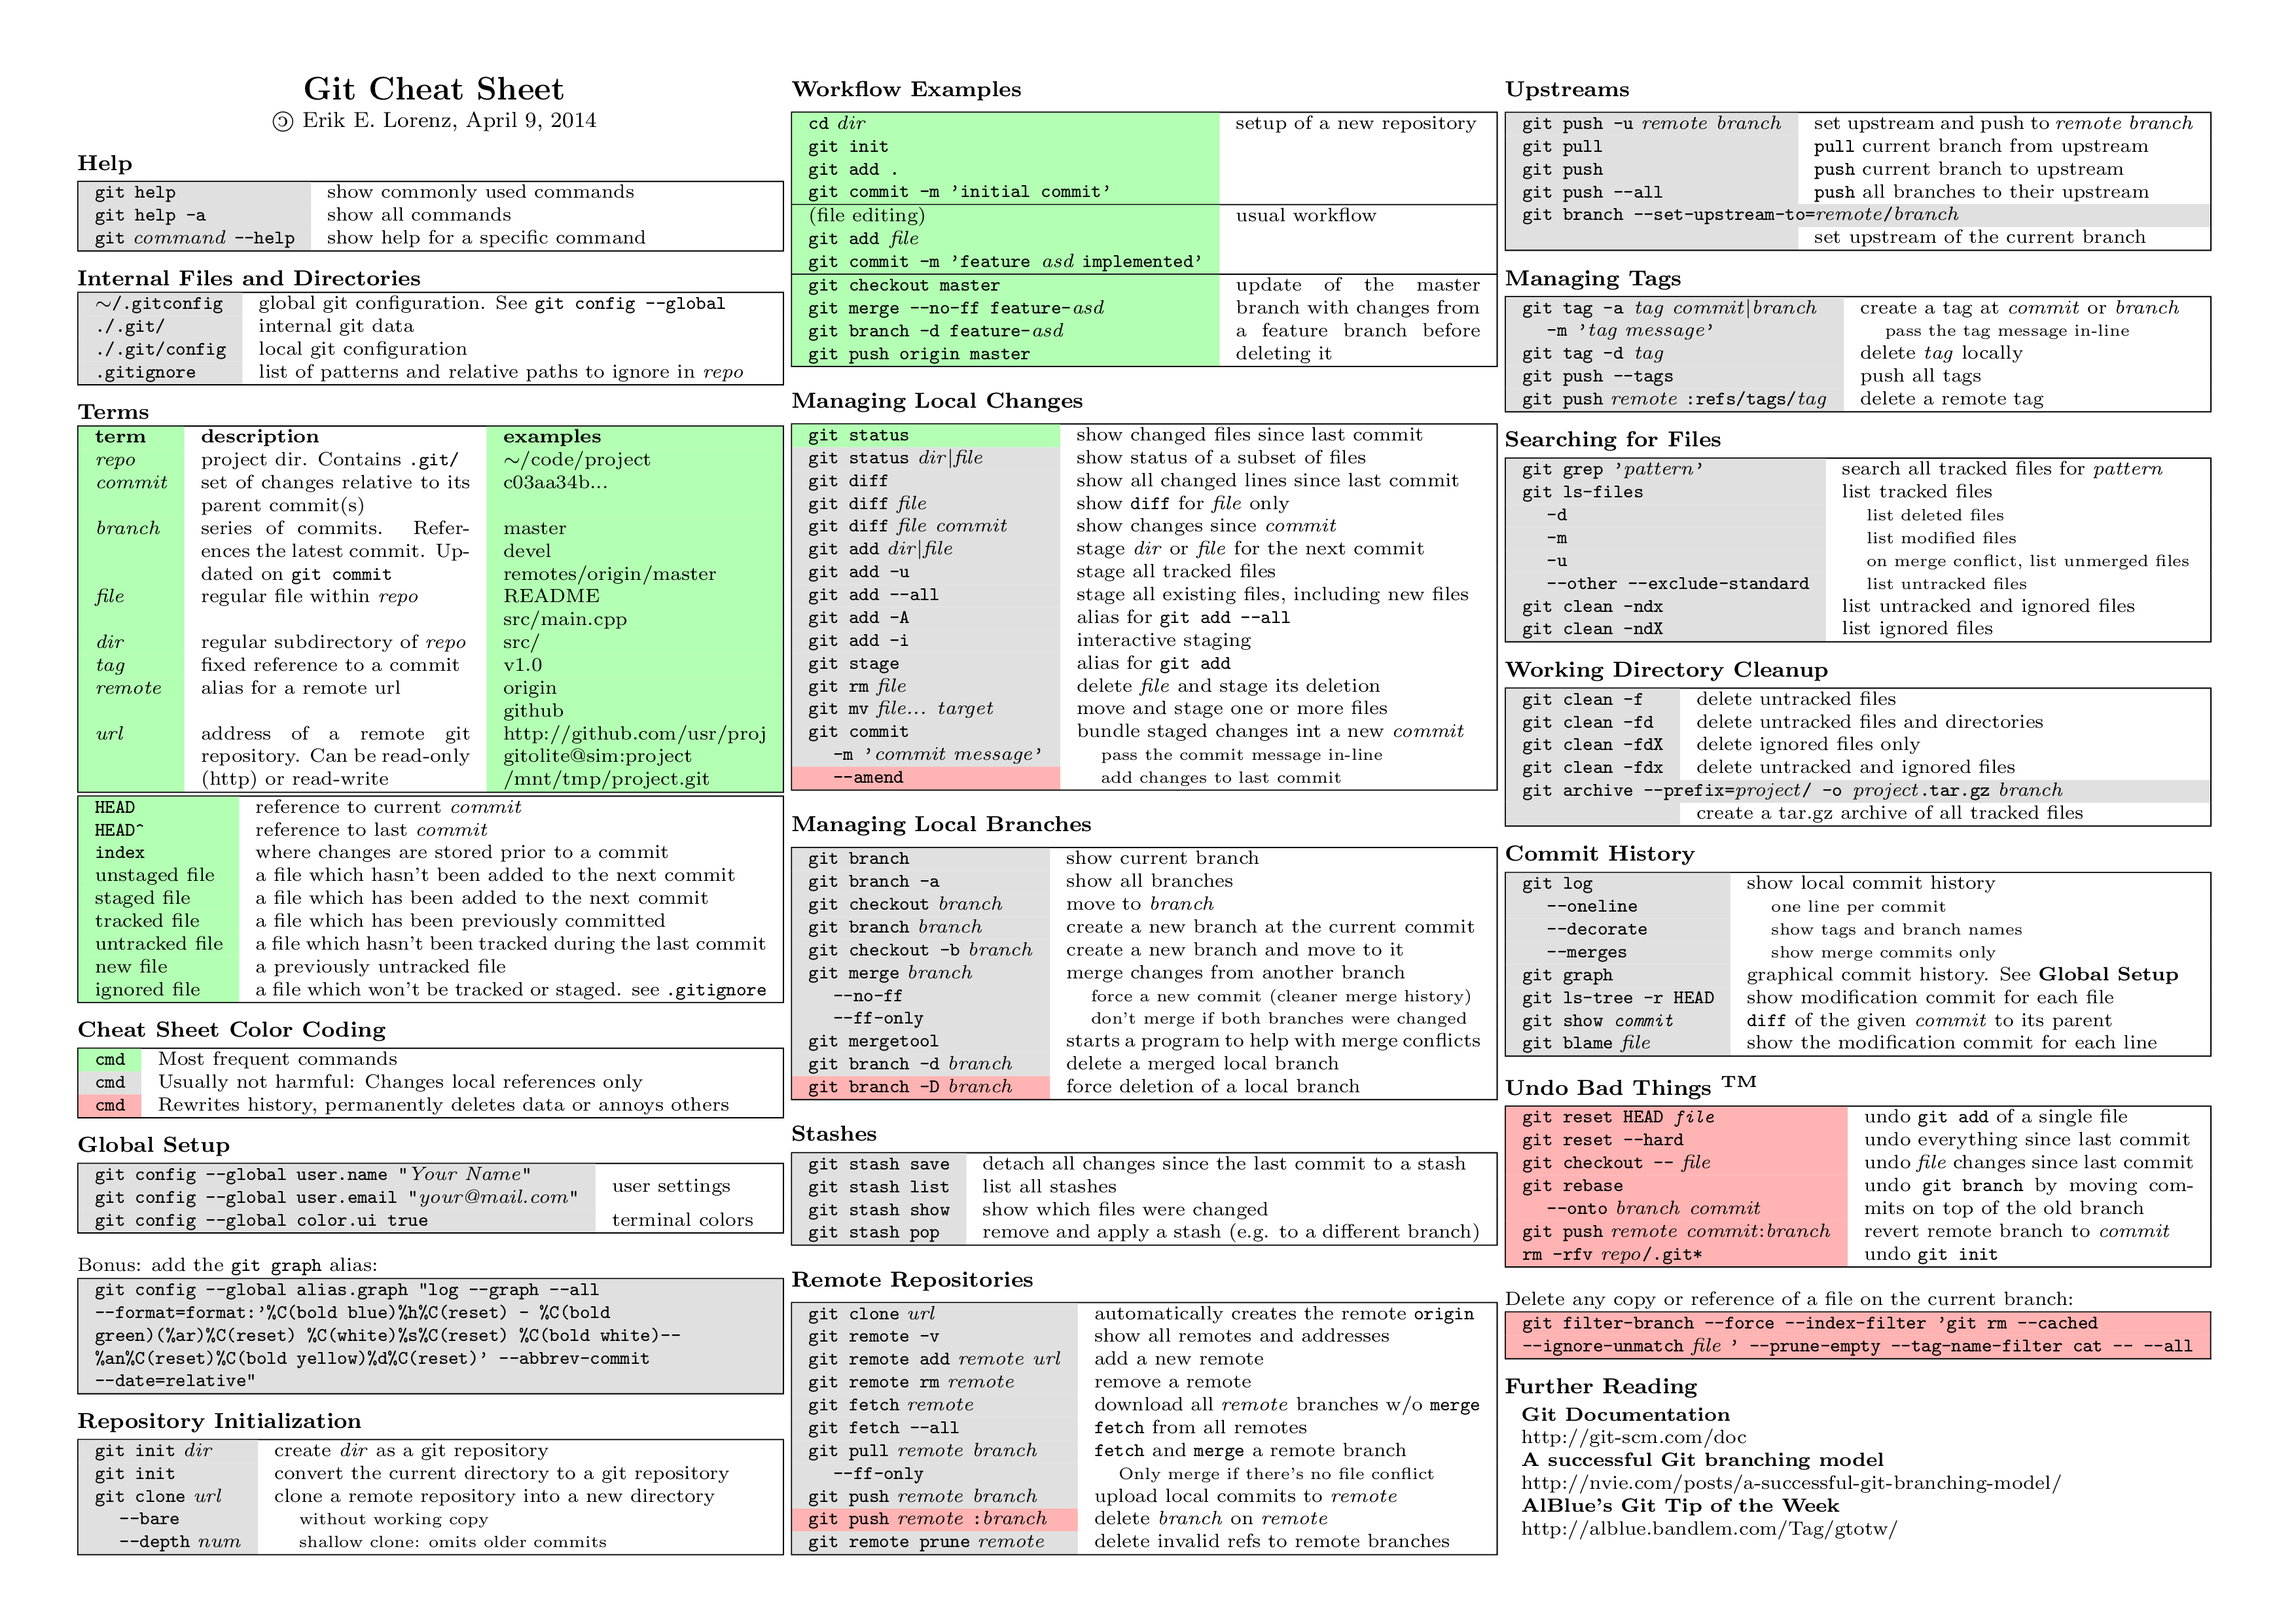 Git Cheat Sheet
🄯 Erik E. Lorenz, April 9, 2014
Help
git help show commonly used commands
git help -a show all commands
git command --help show help for a specific command
Internal Files and Directories
~/.gitconfig global git configuration. See git config --global
./.git/ internal git data
./.git/config local git configuration
.gitignore list of patterns and relative paths to ignore in repo
Terms
term description examples
repo project dir. Contains .git/ ~/code/project
commit set of changes relative to its c03aa34b...
parent commit(s)
branch series of commits. Refer- master
ences the latest commit. Up- devel
dated on git commit remotes/origin/master
file regular file within repo README
src/main.cpp
dir regular subdirectory of repo src/
tag fixed reference to a commit v1.0
remote alias for a remote url origin
github
url address of a remote git http://github.com/usr/proj
repository. Can be read-only gitolite@sim:project
(http) or read-write /mnt/tmp/project.git
HEAD reference to current commit
HEAD^ reference to last commit
index where changes are stored prior to a commit
unstaged file a file which hasn't been added to the next commit
staged file a file which has been added to the next commit
tracked file a file which has been previously committed
untracked file a file which hasn't been tracked during the last commit
new file a previously untracked file
ignored file a file which won't be tracked or staged. see .gitignore
Cheat Sheet Color Coding
cmd Most frequent commands
cmd Usually not harmful: Changes local references only
cmd Rewrites history, permanently deletes data or annoys others
Global Setup
git config --global user.name "Your Name"
user settings
git config --global user.email "your@mail.com"
git config --global color.ui true terminal colors
Bonus: add the git graph alias:
git config --global alias.graph "log --graph --all
--format=format:'%C(bold blue)%h%C(reset) - %C(bold
green)(%ar)%C(reset) %C(white)%s%C(reset) %C(bold white)--
%an%C(reset)%C(bold yellow)%d%C(reset)' --abbrev-commit
--date=relative"
Repository Initialization
git init dir create dir as a git repository
git init convert the current directory to a git repository
git clone url clone a remote repository into a new directory
--bare without working copy
--depth num shallow clone: omits older commits
Workflow Examples
cd dir setup of a new repository
git init
git add .
git commit -m 'initial commit'
(file editing) usual workflow
git add file
git commit -m 'feature asd implemented'
git checkout master update of the master
git merge --no-ff feature-asd branch with changes from
git branch -d feature-asd a feature branch before
git push origin master deleting it
Managing Local Changes
git status show changed files since last commit
git status dir|file show status of a subset of files
git diff show all changed lines since last commit
git diff file show diff for file only
git diff file commit show changes since commit
git add dir|file stage dir or file for the next commit
git add -u stage all tracked files
git add --all stage all existing files, including new files
git add -A alias for git add --all
git add -i interactive staging
git stage alias for git add
git rm file delete file and stage its deletion
git mv file... target move and stage one or more files
git commit bundle staged changes int a new commit
-m 'commit message' pass the commit message in-line
--amend add changes to last commit
Managing Local Branches
git branch show current branch
git branch -a show all branches
git checkout branch move to branch
git branch branch create a new branch at the current commit
git checkout -b branch create a new branch and move to it
git merge branch merge changes from another branch
--no-ff force a new commit (cleaner merge history)
--ff-only don't merge if both branches were changed
git mergetool starts a program to help with merge conflicts
git branch -d branch delete a merged local branch
git branch -D branch force deletion of a local branch
Stashes
git stash save detach all changes since the last commit to a stash
git stash list list all stashes
git stash show show which files were changed
git stash pop remove and apply a stash (e.g. to a different branch)
Remote Repositories
git clone url automatically creates the remote origin
git remote -v show all remotes and addresses
git remote add remote url add a new remote
git remote rm remote remove a remote
git fetch remote download all remote branches w/o merge
git fetch --all fetch from all remotes
git pull remote branch fetch and merge a remote branch
--ff-only Only merge if there's no file conflict
git push remote branch upload local commits to remote
git push remote :branch delete branch on remote
git remote prune remote delete invalid refs to remote branches
Upstreams
git push -u remote branch set upstream and push to remote branch
git pull pull current branch from upstream
git push push current branch to upstream
git push --all push all branches to their upstream
git branch --set-upstream-to=remote/branch
set upstream of the current branch
Managing Tags
git tag -a tag commit|branch create a tag at commit or branch
-m 'tag message' pass the tag message in-line
git tag -d tag delete tag locally
git push --tags push all tags
git push remote :refs/tags/tag delete a remote tag
Searching for Files
git grep 'pattern' search all tracked files for pattern
git ls-files list tracked files
-d list deleted files
-m list modified files
-u on merge conflict, list unmerged files
--other --exclude-standard list untracked files
git clean -ndx list untracked and ignored files
git clean -ndX list ignored files
Working Directory Cleanup
git clean -f delete untracked files
git clean -fd delete untracked files and directories
git clean -fdX delete ignored files only
git clean -fdx delete untracked and ignored files
git archive --prefix=project/ -o project.tar.gz branch
create a tar.gz archive of all tracked files
Commit History
git log show local commit history
--oneline one line per commit
--decorate show tags and branch names
--merges show merge commits only
git graph graphical commit history. See Global Setup
git ls-tree -r HEAD show modification commit for each file
git show commit diff of the given commit to its parent
git blame file show the modification commit for each line
Undo Bad Things TM
git reset HEAD file undo git add of a single file
git reset --hard undo everything since last commit
git checkout -- file undo file changes since last commit
git rebase undo git branch by moving com-
--onto branch commit mits on top of the old branch
git push remote commit:branch revert remote branch to commit
rm -rfv repo/.git* undo git init
Delete any copy or reference of a file on the current branch:
git filter-branch --force --index-filter 'git rm --cached
--ignore-unmatch file ' --prune-empty --tag-name-filter cat -- --all
Further Reading
Git Documentation
http://git-scm.com/doc
A successful Git branching model
http://nvie.com/posts/a-successful-git-branching-model/
AlBlue's Git Tip of the Week
http://alblue.bandlem.com/Tag/gtotw/